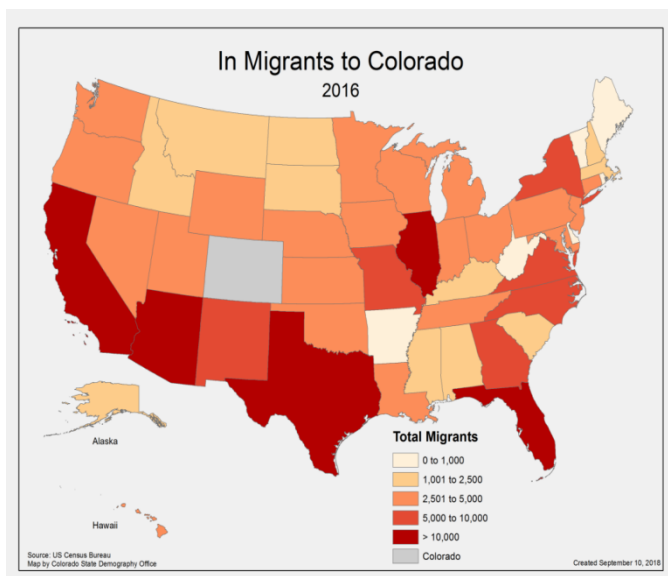 In Migrants to Colorado
2016
Alaska
Hawaii
Total Migrants
0 to 1,000
1,001 to 2,500
2,501 to 5,000
5,000 to 10,000
> 10,000
Colorado
Source: US Census Bureau
Map by Colorado State Demography Office
Created September 10, 2018